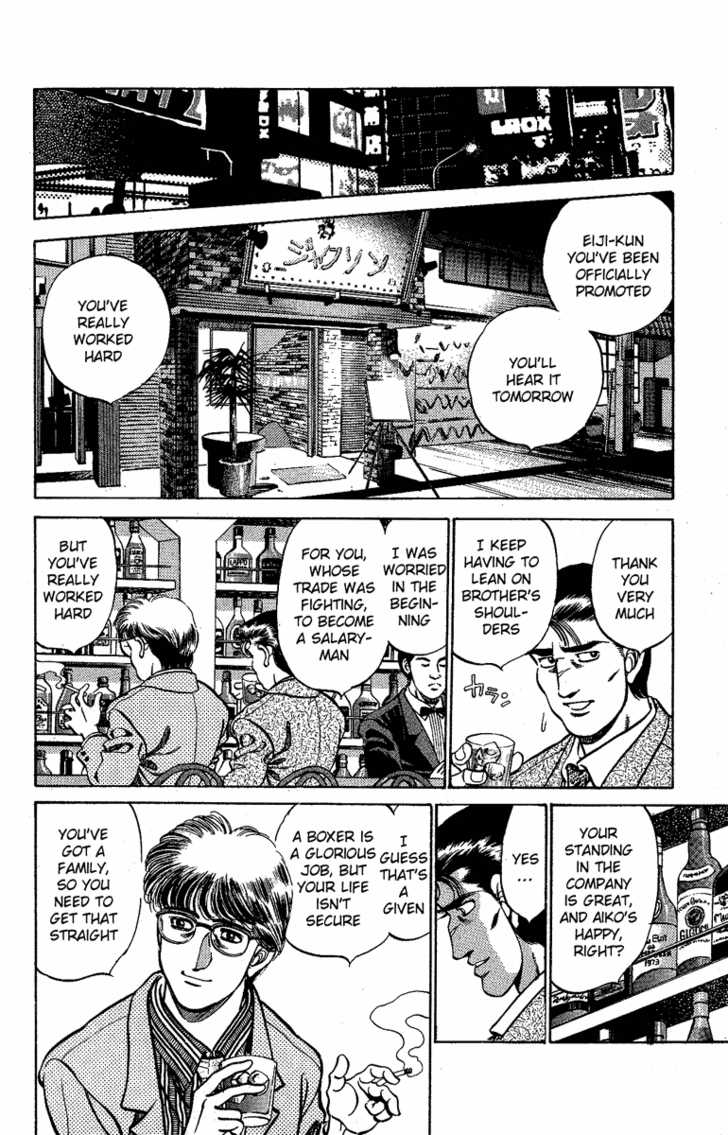 EIJI-KUN
YOU'VE BEEN
OFFICIALLY
PROMOTED
YOU'LL
HEAR IT
TOMORROW
ジャクソン
YOU'VE
REALLY
WORKED
HARD
THANK
YOU
VERY
MUCH
I KEEP
HAVING TO
LEAN ON
BROTHER'S
SHOUL-
DERS
カラン
I WAS
WORRIED
IN THE
BEGIN-
NING
FOR YOU,
WHOSE
TRADE WAS
FIGHTING,
TO BECOME
A SALARY-
MAN
BUT
YOU'VE
REALLY
WORKED
HARD
YOUR
STANDING
IN THE
COMPANY
IS GREAT,
AND AIKO'S
HAPPY,
RIGHT?
YES
...
I
GUESS
THAT'S
A
GIVEN
A BOXER IS
A GLORIOUS
JOB, BUT
YOUR LIFE
ISN'T
SECURE
YOU'VE
GOT A
FAMILY,
SO YOU
NEED TO
GET THAT
STRAIGHT